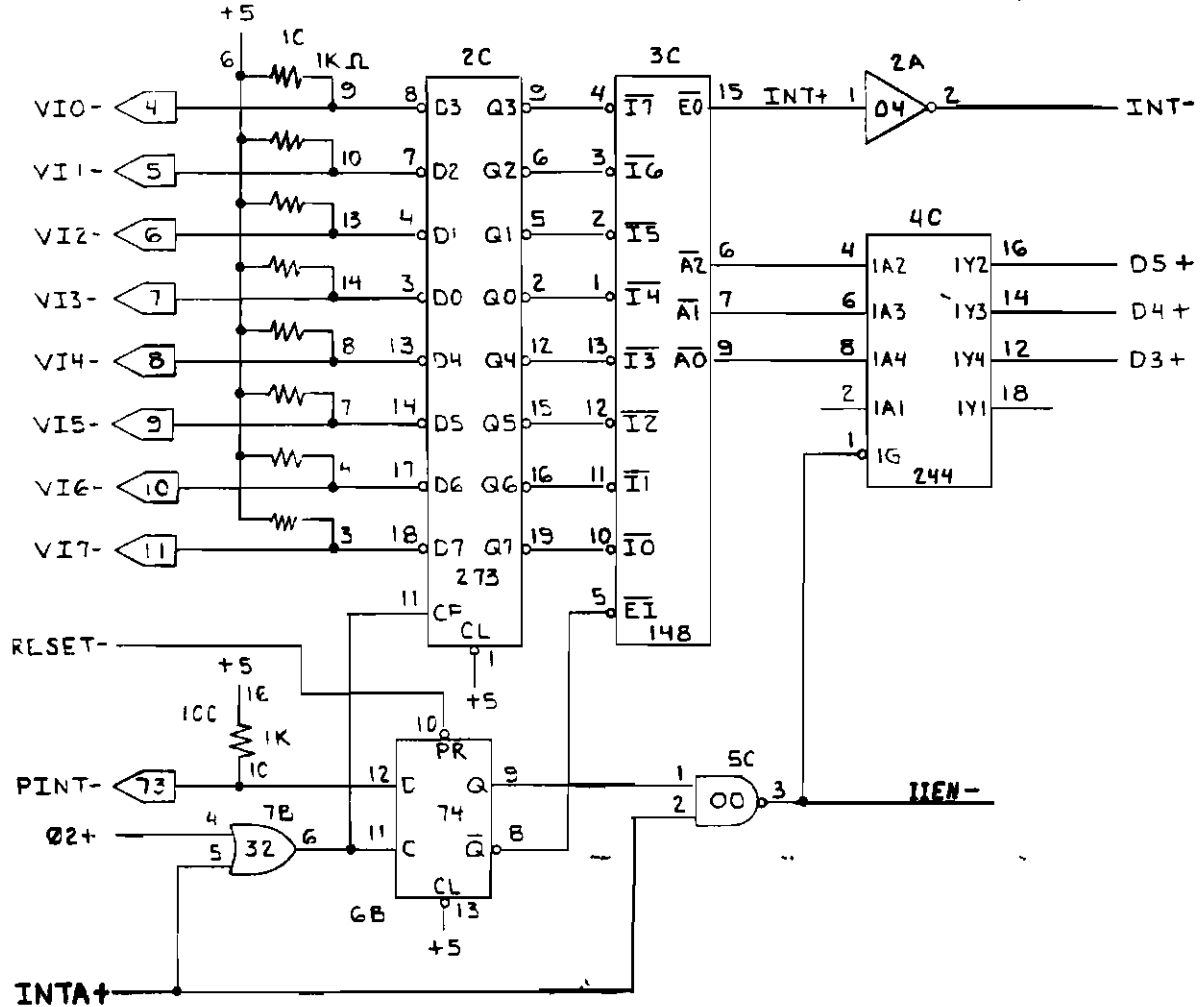 +5
6
1C
1K Ω
2C
3C
2A
VI0- 4 9 8 D3 Q3 9 4 I7 E0 15 INT+ 1 04 2 INT-
VI1- 5 10 7 D2 Q2 6 3 I6
VI2- 6 13 4 D1 Q1 5 2 I5
4C
A2 6 4 1A2 1Y2 16 D5+
VI3- 7 14 3 D0 Q0 2 1 I4
A1 7 6 1A3 1Y3 14 D4+
VI4- 8 8 13 D4 Q4 12 13 I3 A0 9 8 1A4 1Y4 12 D3+
2 1A1 1Y1 18
VI5- 9 7 14 D5 Q5 15 12 I2
1 1G
244
VI6- 10 4 17 D6 Q6 16 11 I1
VI7- 11 3 18 D7 Q7 19 10 I0
273
11 CP
5 EI
CL
1
148
+5
RESET-
+5
1E
1CC
1K
1C
10 PR
PINT- 73 12 D Q 9 1 5C
00
3 IIEN-
2
Ø2+ 4 7B
32
6 11 C 74 Q 8
5
CL
13
6B
+5
INTA+